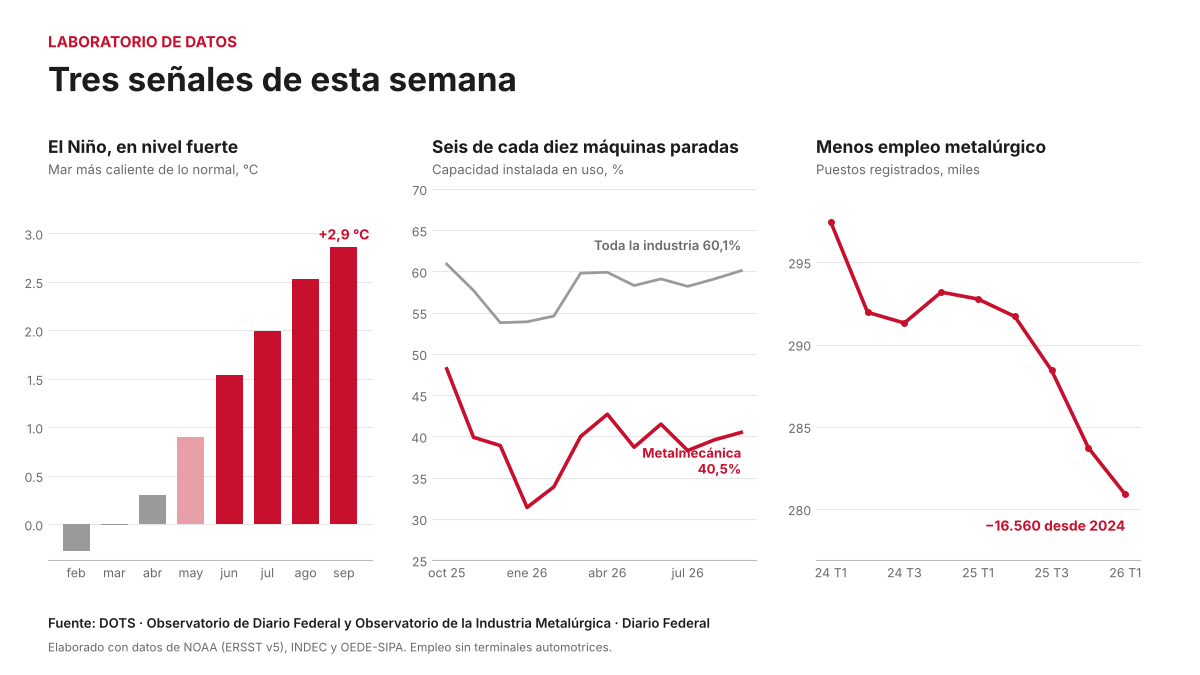 LABORATORIO DE DATOS
Tres señales de esta semana
El Niño, en nivel fuerte
Mar más caliente de lo normal, °C
3.0
2.5
2.0
1.5
1.0
0.5
0.0
+2,9 °C
feb mar abr may jun jul ago sep
Seis de cada diez máquinas paradas
Capacidad instalada en uso, %
70
65
60
55
50
45
40
35
30
25
Toda la industria 60,1%
Metalmecánica
40,5%
oct 25 ene 26 abr 26 jul 26
Menos empleo metalúrgico
Puestos registrados, miles
295
290
285
280
−16.560 desde 2024
24 T1 24 T3 25 T1 25 T3 26 T1
Fuente: DOTS · Observatorio de Diario Federal y Observatorio de la Industria Metalúrgica · Diario Federal
Elaborado con datos de NOAA (ERSST v5), INDEC y OEDE-SIPA. Empleo sin terminales automotrices.